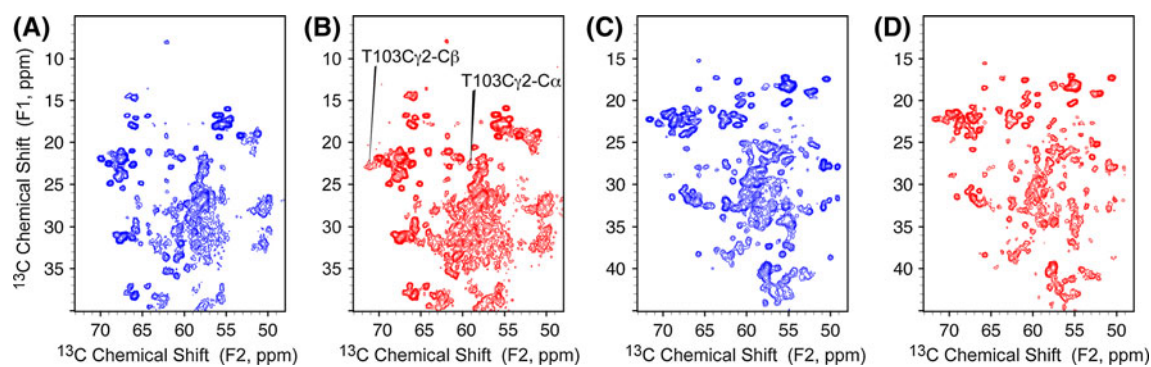 (A) (B) (C) (D)
T103Cγ2-Cβ
T103Cγ2-Cα
¹³C Chemical Shift (F1, ppm)
10 15 20 25 30 35
10 15 20 25 30 35
10 15 20 25 30 35 40
10 15 20 25 30 35 40
70 65 60 55 50 70 65 60 55 50 70 65 60 55 50 70 65 60 55 50
¹³C Chemical Shift (F2, ppm) ¹³C Chemical Shift (F2, ppm) ¹³C Chemical Shift (F2, ppm) ¹³C Chemical Shift (F2, ppm)